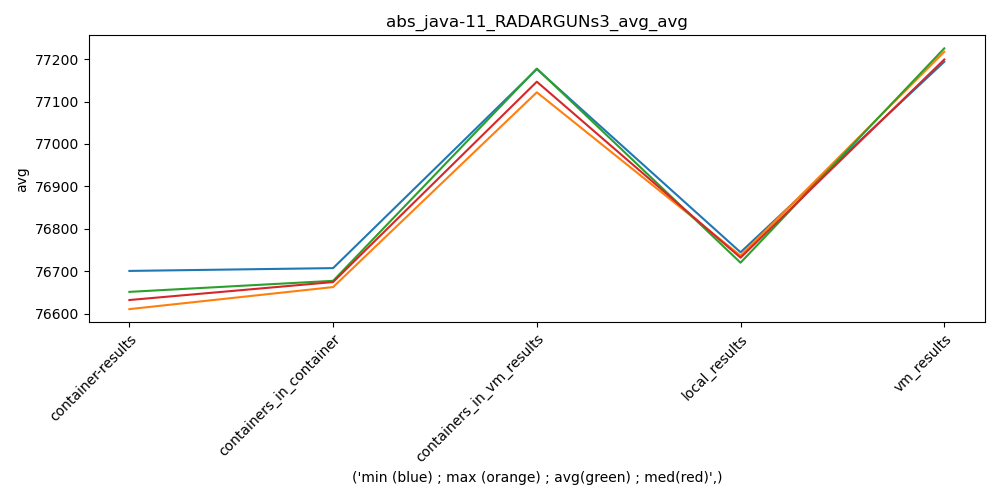 abs_java-11_RADARGUNs3_avg_avg
77200
77100
77000
76900
76800
76700
76600
avg
container-results
containers_in_container
containers_in_vm_results
local_results
vm_results
('min (blue) ; max (orange) ; avg(green) ; med(red)',)